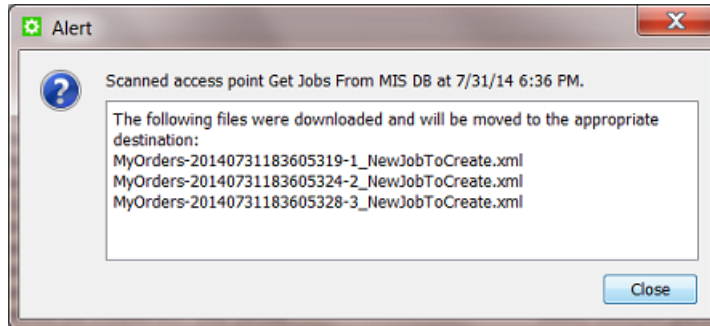 Alert
Scanned access point Get Jobs From MIS DB at 7/31/14 6:36 PM.
The following files were downloaded and will be moved to the appropriate
destination:
MyOrders-20140731183605319-1_NewJobToCreate.xml
MyOrders-20140731183605324-2_NewJobToCreate.xml
MyOrders-20140731183605328-3_NewJobToCreate.xml
Close